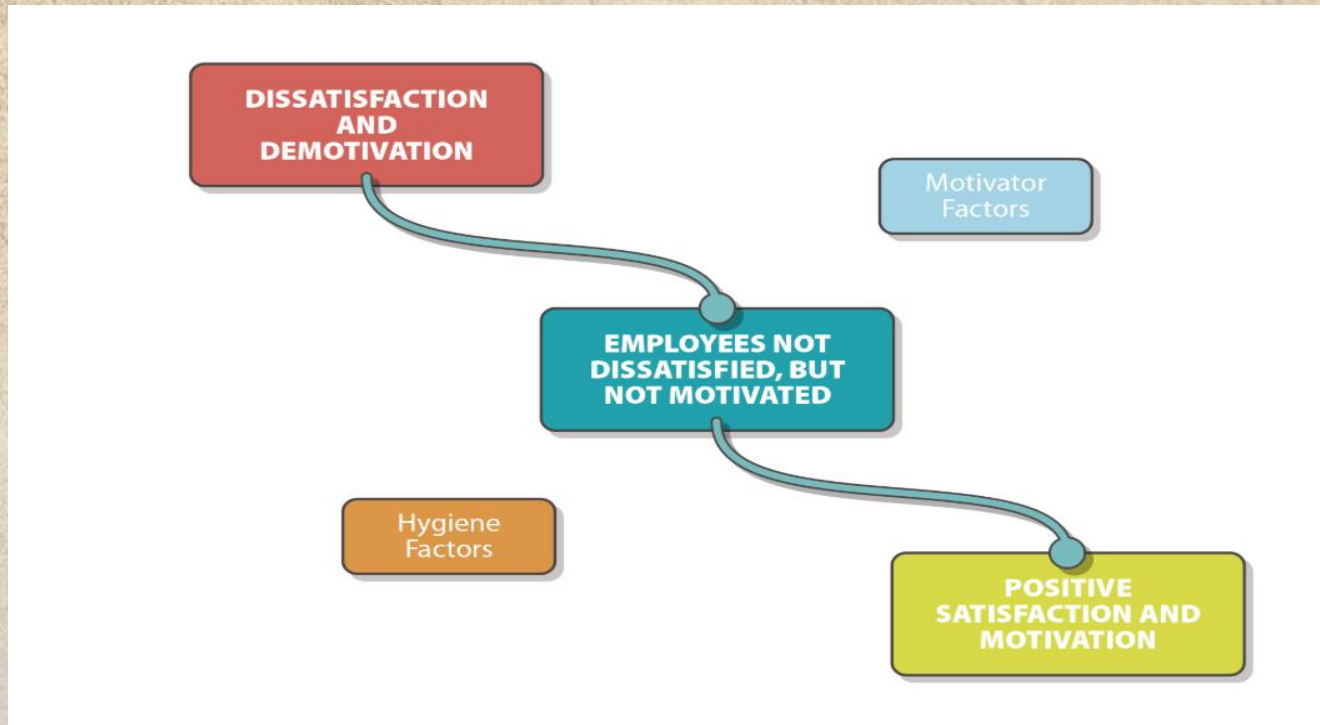 DISSATISFACTION
AND
DEMOTIVATION
Motivator
Factors
EMPLOYEES NOT
DISSATISFIED, BUT
NOT MOTIVATED
Hygiene
Factors
POSITIVE
SATISFACTION AND
MOTIVATION